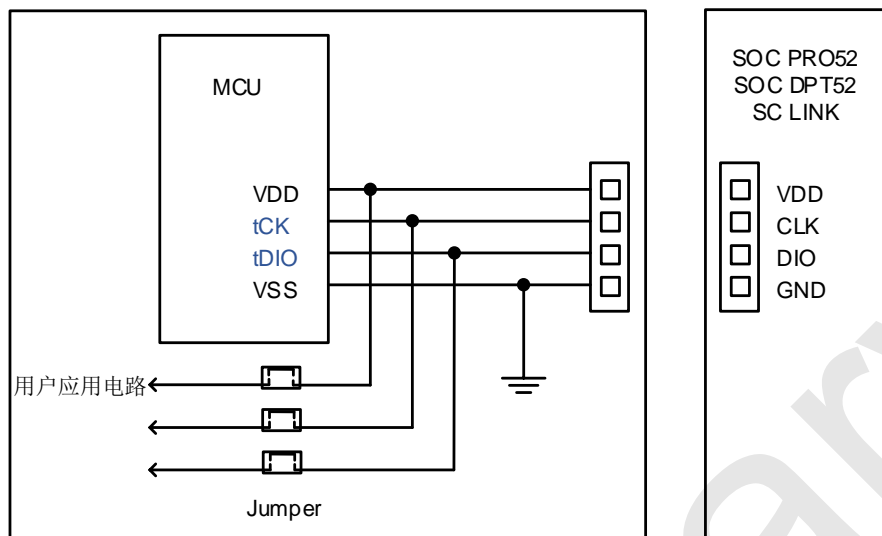 MCU
VDD
tCK
tDIO
VSS
用户应用电路
Jumper
SOC PRO52
SOC DPT52
SC LINK
VDD
CLK
DIO
GND